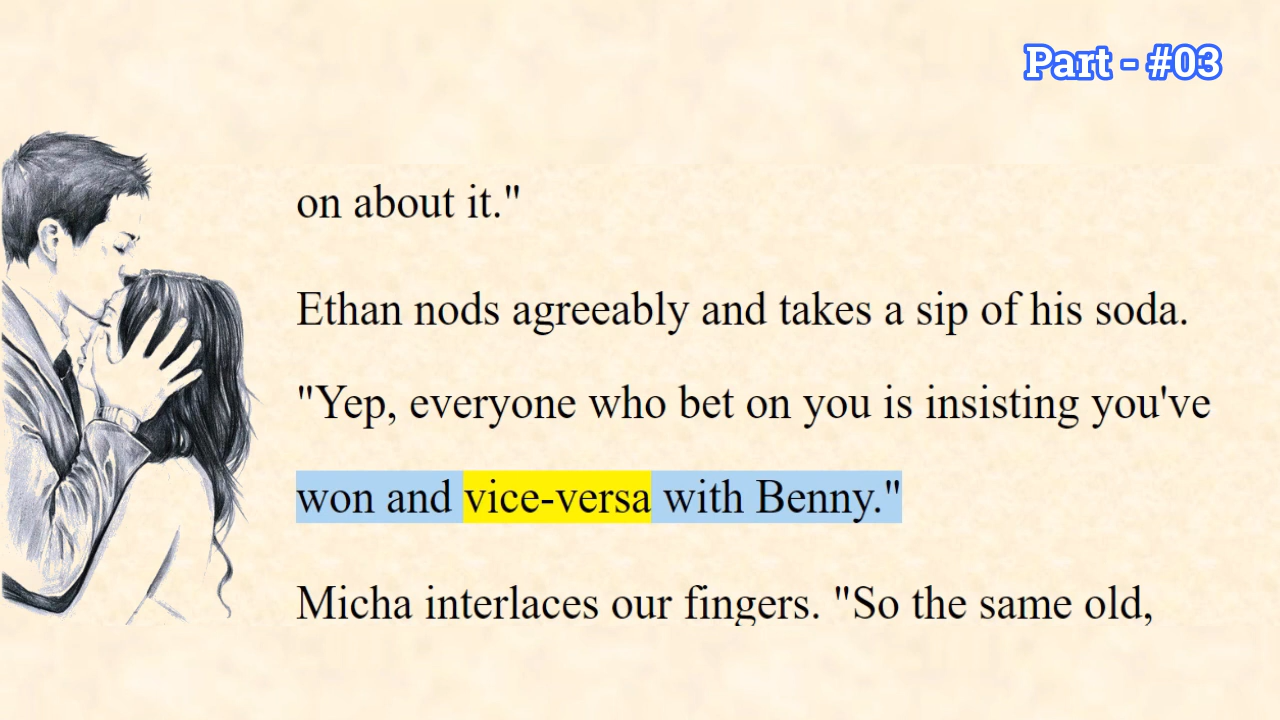 Part - #03
on about it."
Ethan nods agreeably and takes a sip of his soda.
"Yep, everyone who bet on you is insisting you've
won and vice-versa with Benny."
Micha interlaces our fingers. "So the same old,